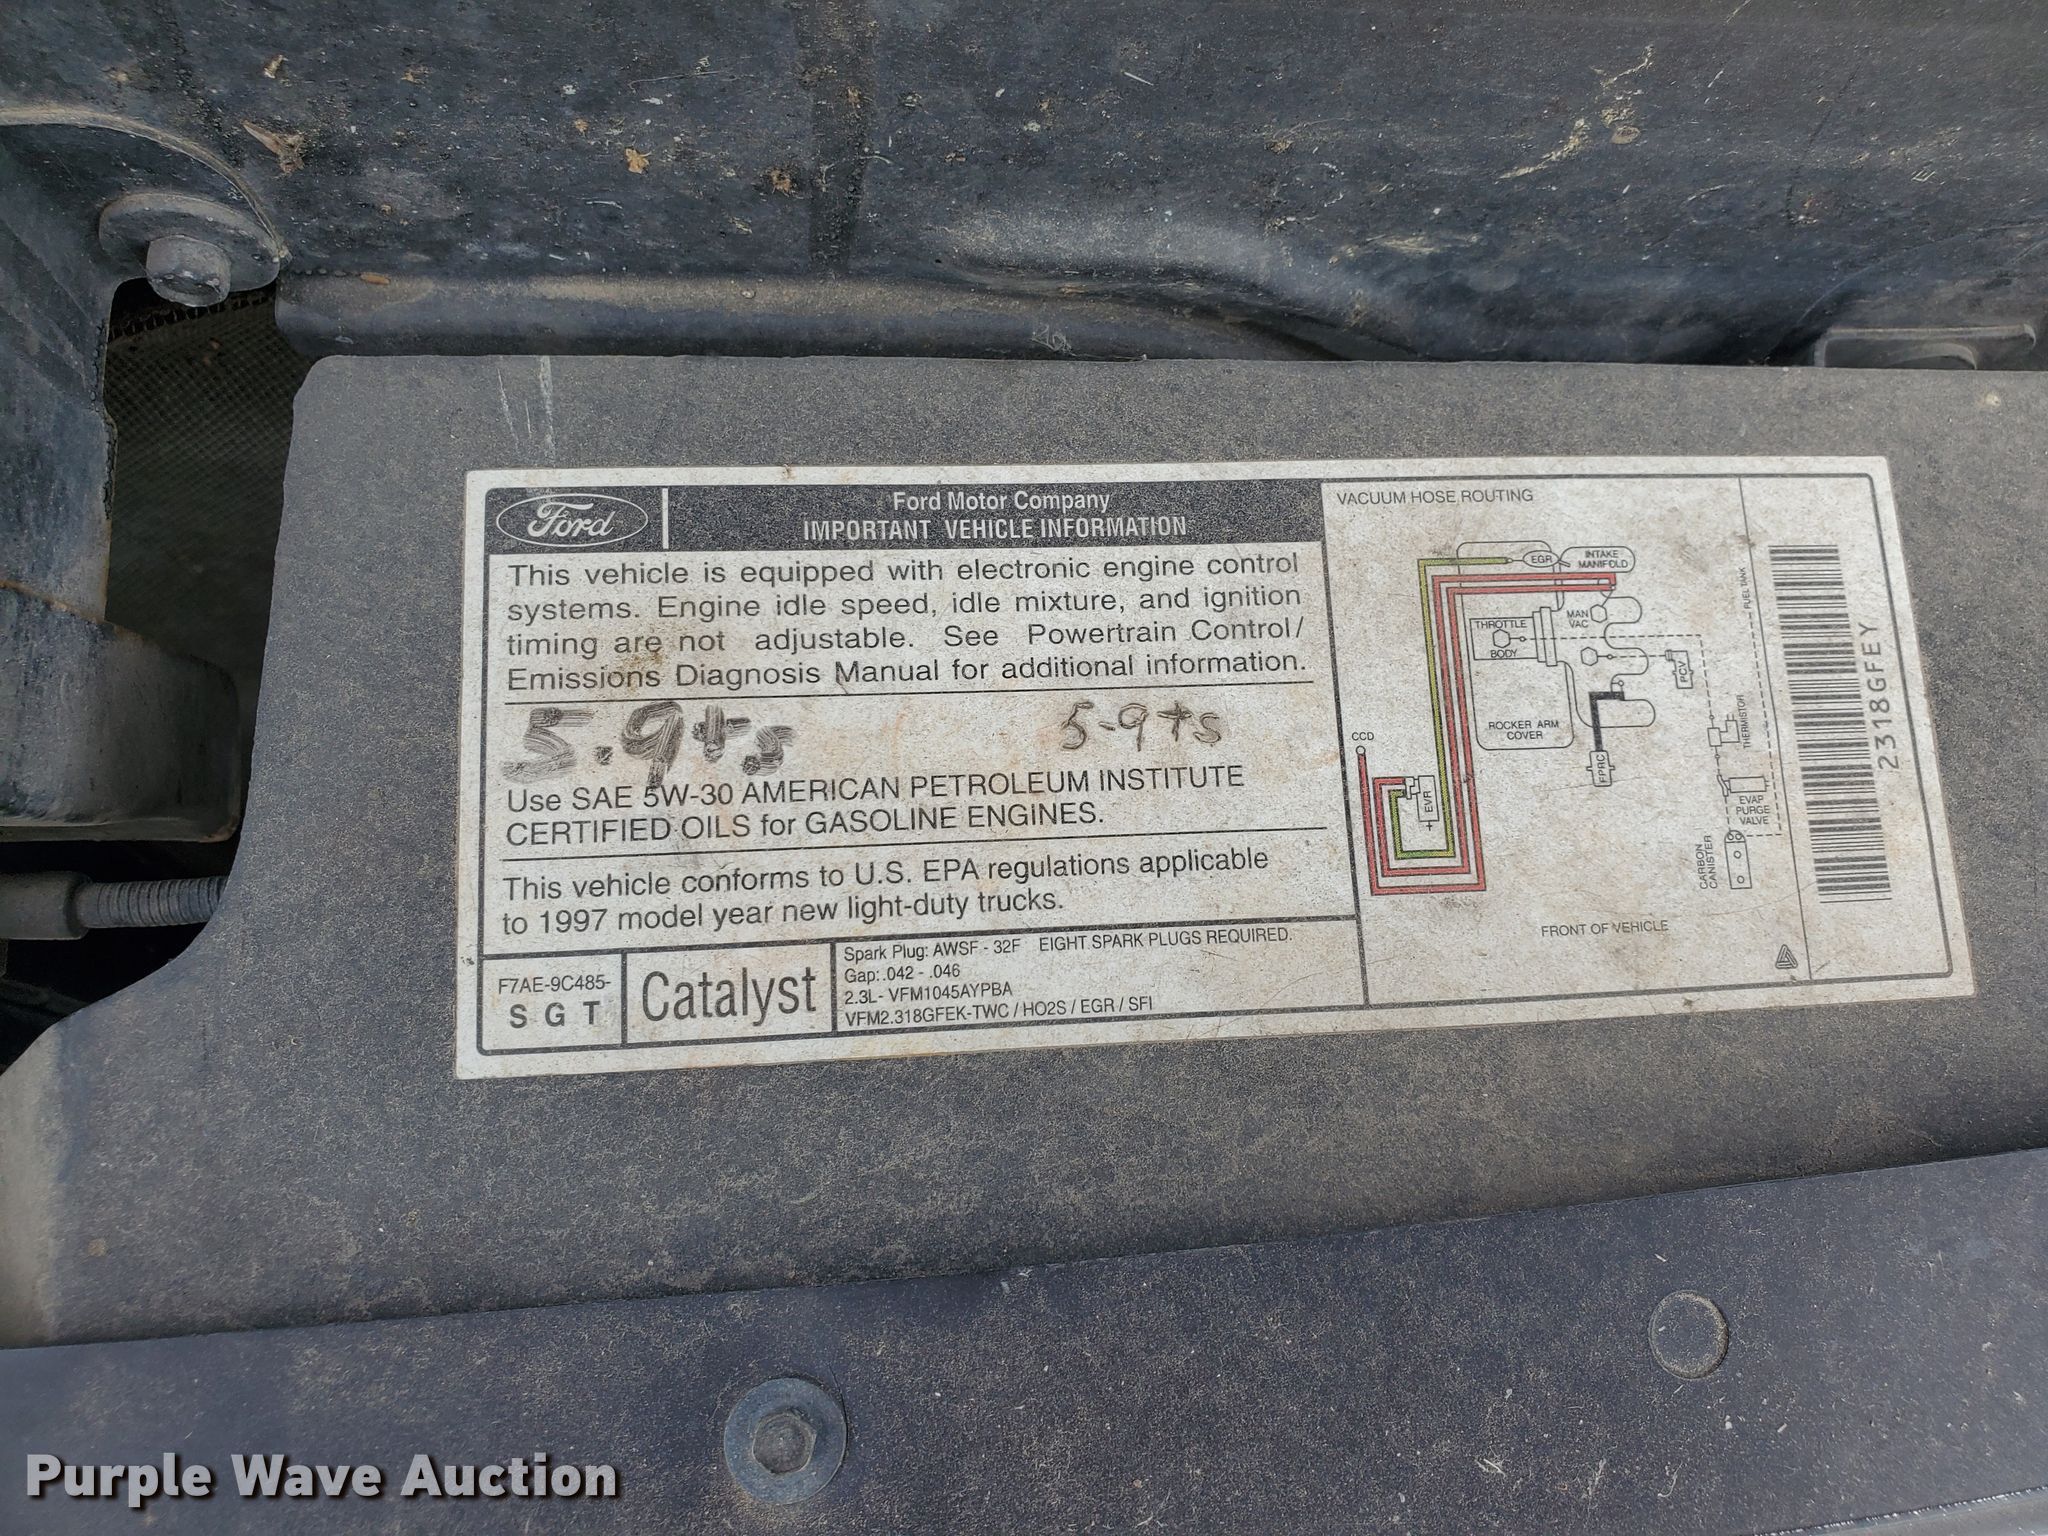 Ford
Ford Motor Company
IMPORTANT VEHICLE INFORMATION
This vehicle is equipped with electronic engine control
systems. Engine idle speed, idle mixture, and ignition
timing are not adjustable. See Powertrain Control/
Emissions Diagnosis Manual for additional information.
5.9ts 5-9ts
Use SAE 5W-30 AMERICAN PETROLEUM INSTITUTE
CERTIFIED OILS for GASOLINE ENGINES.
This vehicle conforms to U.S. EPA regulations applicable
to 1997 model year new light-duty trucks.
F7AE-9C485-
S G T
Catalyst
Spark Plug: AWSF - 32F EIGHT SPARK PLUGS REQUIRED.
Gap: .042 - .046
2.3L- VFM1045AYPBA
VFM2.318GFEK-TWC / HO2S / EGR / SFI
VACUUM HOSE ROUTING
EGR
INTAKE
MANIFOLD
MAN
VAC
THROTTLE
BODY
PCV
ROCKER ARM
COVER
FPRC
CCD
EVR
+
FUEL TANK
THERMISTOR
EVAP
PURGE
VALVE
CARBON
CANISTER
FRONT OF VEHICLE
2318GFEY
Purple Wave Auction